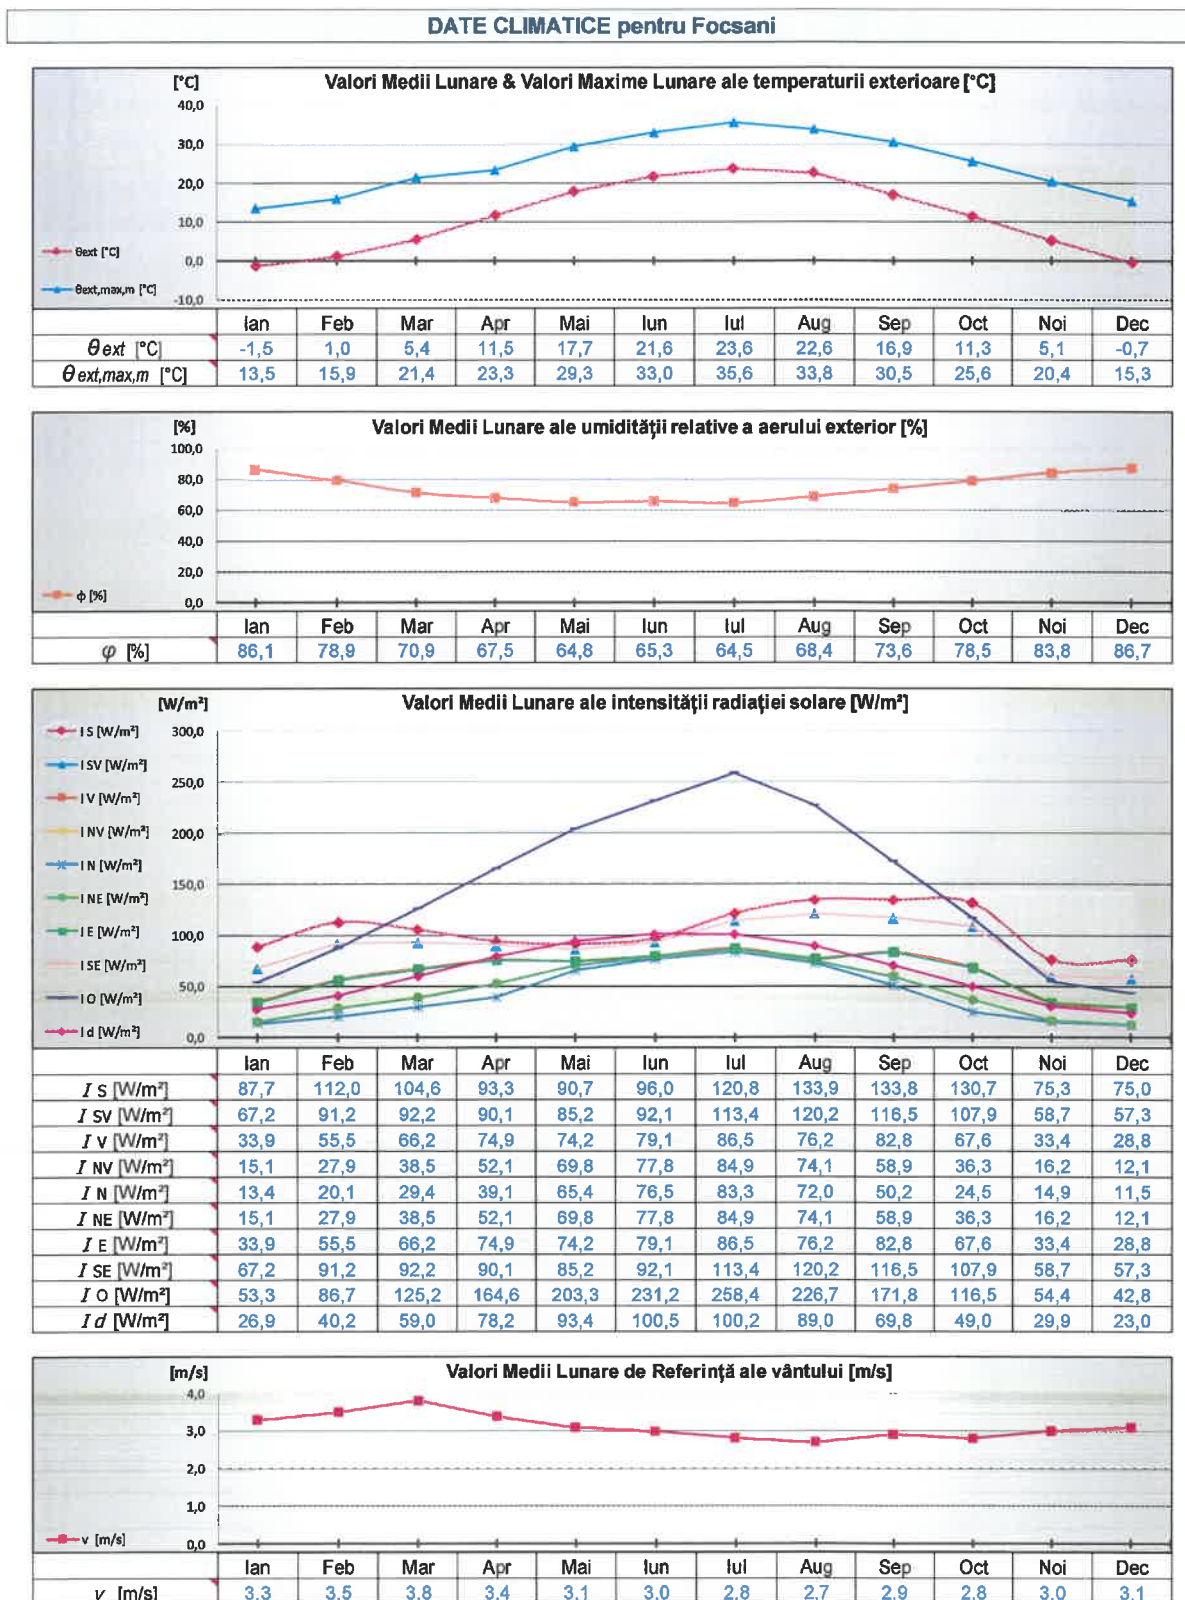 DATE CLIMATICE pentru Focsani
[°C] Valori Medii Lunare & Valori Maxime Lunare ale temperaturii exterioare [°C]
40,0
30,0
20,0
10,0
0,0
-10,0
θext [°C]
θext,max,m [°C]
Ian Feb Mar Apr Mai Iun Iul Aug Sep Oct Noi Dec
θ ext [°C] -1,5 1,0 5,4 11,5 17,7 21,6 23,6 22,6 16,9 11,3 5,1 -0,7
θ ext,max,m [°C] 13,5 15,9 21,4 23,3 29,3 33,0 35,6 33,8 30,5 25,6 20,4 15,3
[%] Valori Medii Lunare ale umidității relative a aerului exterior [%]
100,0
80,0
60,0
40,0
20,0
0,0
ϕ [%]
Ian Feb Mar Apr Mai Iun Iul Aug Sep Oct Noi Dec
φ [%] 86,1 78,9 70,9 67,5 64,8 65,3 64,5 68,4 73,6 78,5 83,8 86,7
[W/m²] Valori Medii Lunare ale intensității radiației solare [W/m²]
300,0
250,0
200,0
150,0
100,0
50,0
0,0
I S [W/m²]
I SV [W/m²]
I V [W/m²]
I NV [W/m²]
I N [W/m²]
I NE [W/m²]
I E [W/m²]
I SE [W/m²]
I O [W/m²]
I d [W/m²]
Ian Feb Mar Apr Mai Iun Iul Aug Sep Oct Noi Dec
I S [W/m²] 87,7 112,0 104,6 93,3 90,7 96,0 120,8 133,9 133,8 130,7 75,3 75,0
I SV [W/m²] 67,2 91,2 92,2 90,1 85,2 92,1 113,4 120,2 116,5 107,9 58,7 57,3
I V [W/m²] 33,9 55,5 66,2 74,9 74,2 79,1 86,5 76,2 82,8 67,6 33,4 28,8
I NV [W/m²] 15,1 27,9 38,5 52,1 69,8 77,8 84,9 74,1 58,9 36,3 16,2 12,1
I N [W/m²] 13,4 20,1 29,4 39,1 65,4 76,5 83,3 72,0 50,2 24,5 14,9 11,5
I NE [W/m²] 15,1 27,9 38,5 52,1 69,8 77,8 84,9 74,1 58,9 36,3 16,2 12,1
I E [W/m²] 33,9 55,5 66,2 74,9 74,2 79,1 86,5 76,2 82,8 67,6 33,4 28,8
I SE [W/m²] 67,2 91,2 92,2 90,1 85,2 92,1 113,4 120,2 116,5 107,9 58,7 57,3
I O [W/m²] 53,3 86,7 125,2 164,6 203,3 231,2 258,4 226,7 171,8 116,5 54,4 42,8
I d [W/m²] 26,9 40,2 59,0 78,2 93,4 100,5 100,2 89,0 69,8 49,0 29,9 23,0
[m/s] Valori Medii Lunare de Referință ale vântului [m/s]
4,0
3,0
2,0
1,0
0,0
v [m/s]
Ian Feb Mar Apr Mai Iun Iul Aug Sep Oct Noi Dec
v [m/s] 3,3 3,5 3,8 3,4 3,1 3,0 2,8 2,7 2,9 2,8 3,0 3,1